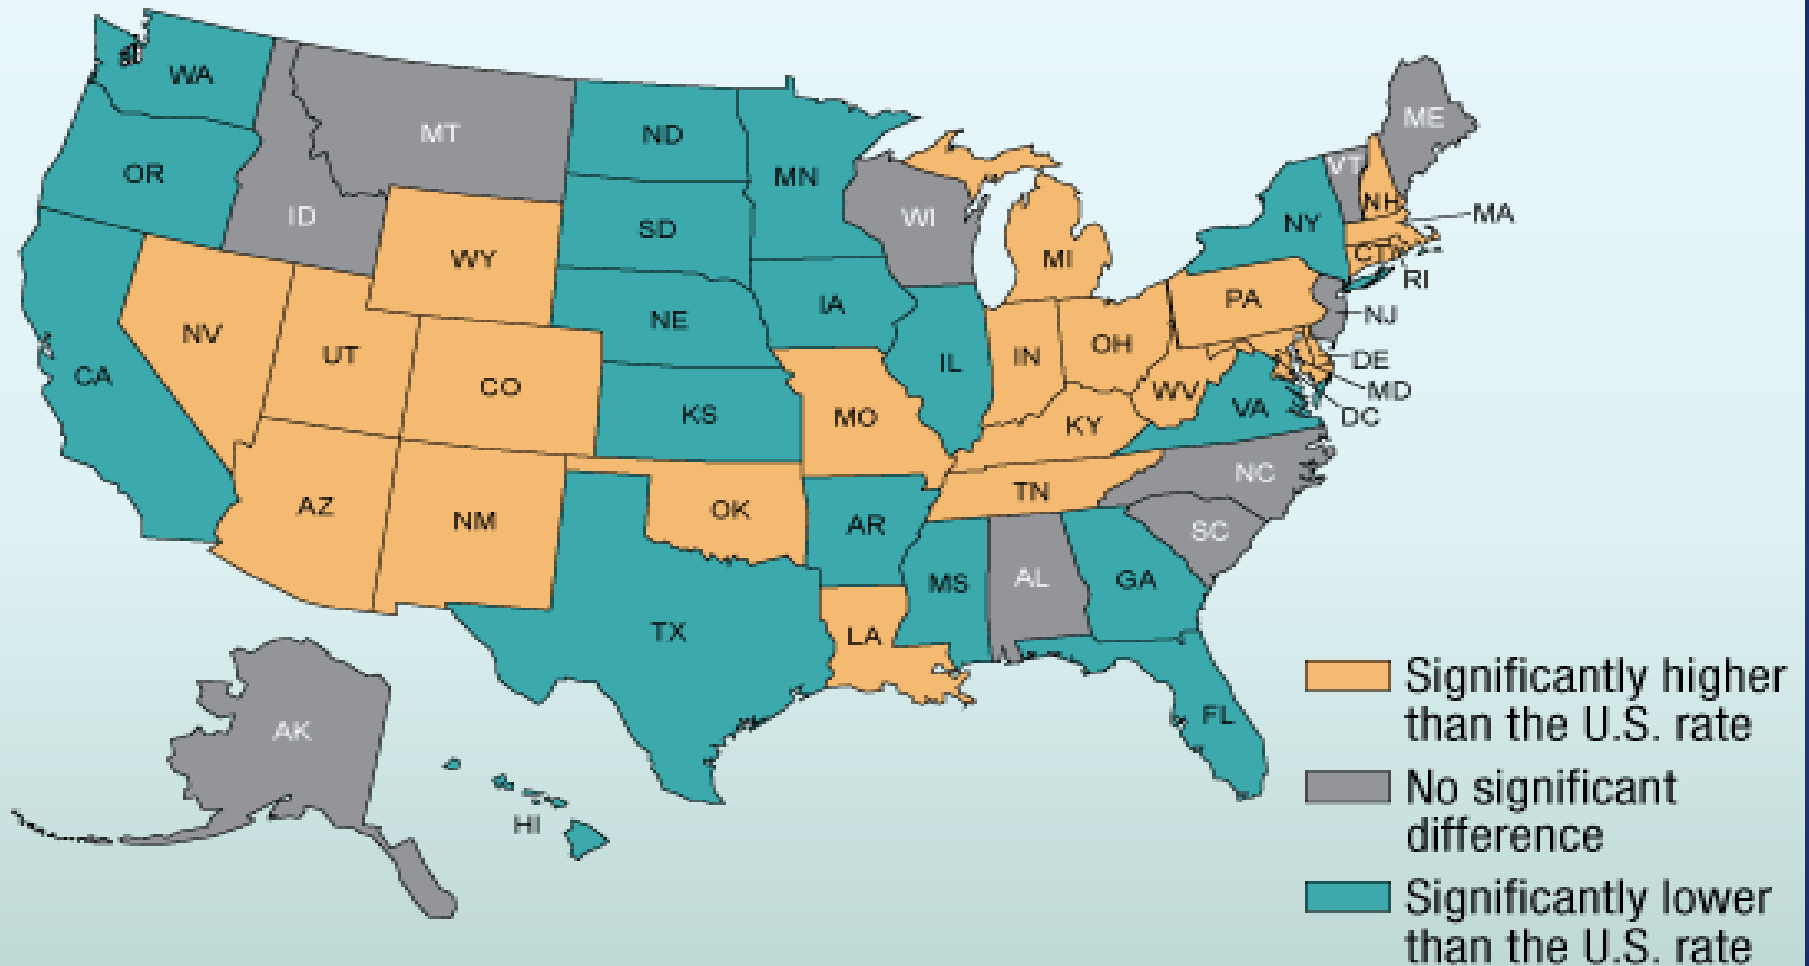 WA
MT
ND
MN
OR
ID
WY
SD
WI
MI
ME
VT
NH
MA
NY
CT
RI
NJ
PA
DE
MD
DC
NV
UT
CO
NE
IA
IL
IN
OH
WV
VA
CA
KS
MO
KY
NC
TN
SC
AZ
NM
OK
AR
MS
AL
GA
TX
LA
FL
AK
HI
Significantly higher
than the U.S. rate
No significant
difference
Significantly lower
than the U.S. rate